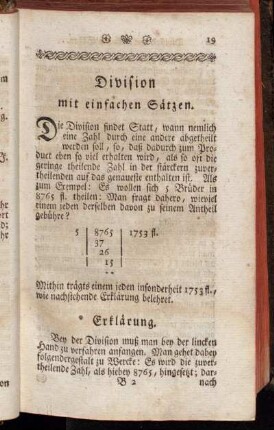 19
Division
mit einfachen Sätzen.
Die Division findet Statt, wann nemlich
eine Zahl durch eine andere abgetheilt
werden soll, so, daß dadurch zum Pro-
duct eben so viel erhalten wird, als so oft die
geringe theilende Zahl in der stärckern zuver-
theilenden auf das genaueste enthalten ist. Als
zum Exempel: Es wollen sich 5 Brüder in
8765 fl. theilen: Man fragt dahero, wieviel
einem jeden derselben davon zu seinem Antheil
gebühre?
5 | 8765 | 1753 fl.
37
26
15
Mithin trägts einem jeden insonderheit 1753 fl.,
wie nachstehende Erklärung belehret.
Erklärung.
Bey der Division muß man bey der lincken
Hand zu verfahren anfangen. Man gehet dabey
folgendergestalt zu Wercke: Es wird die zuver-
theilende Zahl, als hiebey 8765, hingesetzt; dar-
B 2 nach